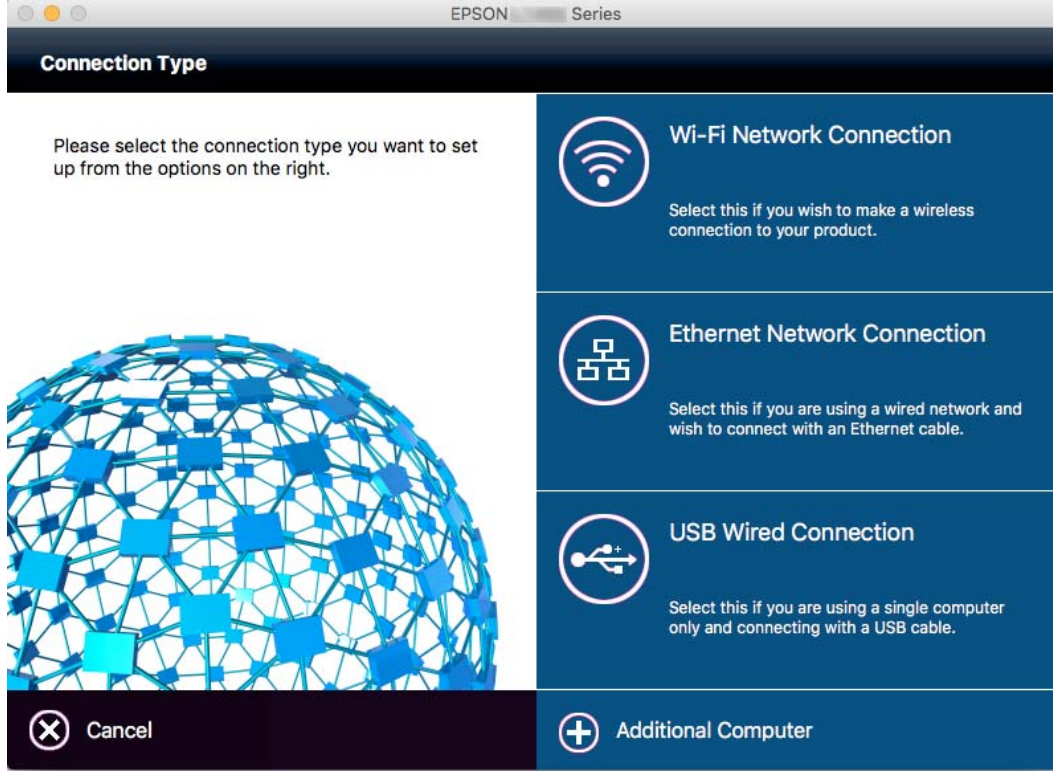 EPSON Series
Connection Type
Please select the connection type you want to set
up from the options on the right.
Wi-Fi Network Connection
Select this if you wish to make a wireless
connection to your product.
Ethernet Network Connection
Select this if you are using a wired network and
wish to connect with an Ethernet cable.
USB Wired Connection
Select this if you are using a single computer
only and connecting with a USB cable.
Cancel
Additional Computer